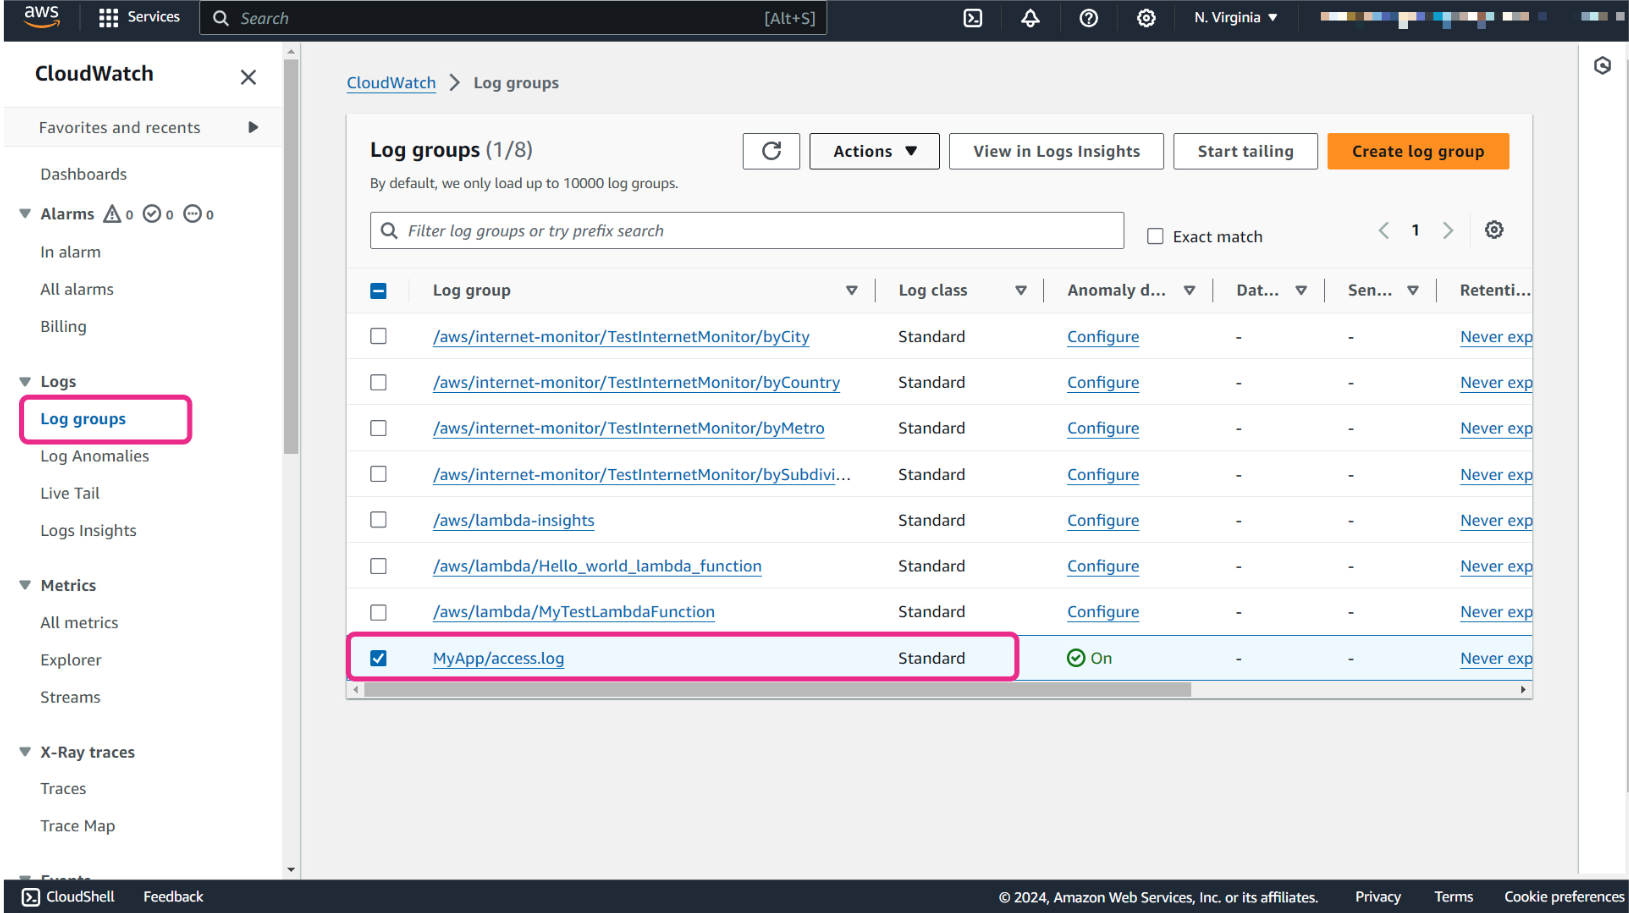 aws Services Search [Alt+S] N. Virginia
CloudWatch
Favorites and recents
Dashboards
Alarms 0 0 0
In alarm
All alarms
Billing
Logs
Log groups
Log Anomalies
Live Tail
Logs Insights
Metrics
All metrics
Explorer
Streams
X-Ray traces
Traces
Trace Map
CloudWatch Log groups
Log groups (1/8) Actions View in Logs Insights Start tailing Create log group
By default, we only load up to 10000 log groups.
Filter log groups or try prefix search Exact match 1
Log group Log class Anomaly d... Dat... Sen... Retenti...
/aws/internet-monitor/TestInternetMonitor/byCity Standard Configure - - Never exp
/aws/internet-monitor/TestInternetMonitor/byCountry Standard Configure - - Never exp
/aws/internet-monitor/TestInternetMonitor/byMetro Standard Configure - - Never exp
/aws/internet-monitor/TestInternetMonitor/bySubdivi... Standard Configure - - Never exp
/aws/lambda-insights Standard Configure - - Never exp
/aws/lambda/Hello_world_lambda_function Standard Configure - - Never exp
/aws/lambda/MyTestLambdaFunction Standard Configure - - Never exp
MyApp/access.log Standard On - - Never exp
CloudShell Feedback © 2024, Amazon Web Services, Inc. or its affiliates. Privacy Terms Cookie preferences